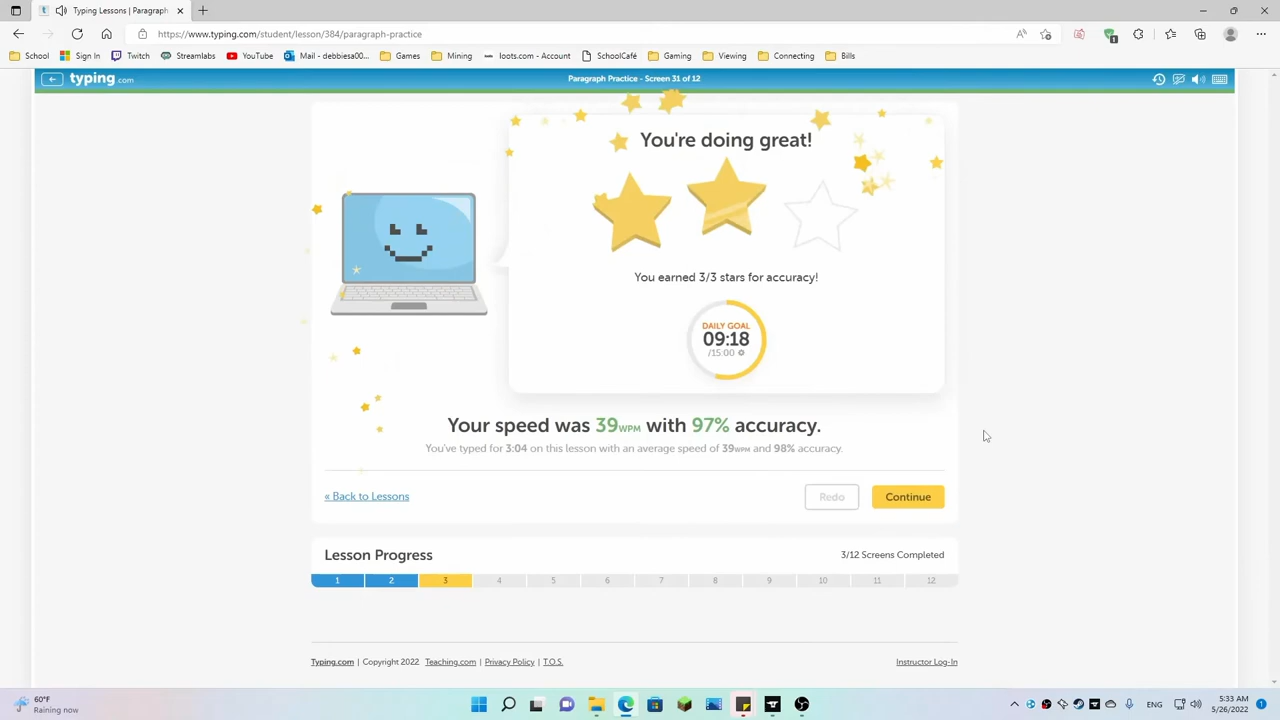 Typing Lessons | Paragraph Pract
https://www.typing.com/student/lesson/384/paragraph-practice
School Sign In Twitch Streamlabs YouTube Mail - debbiesa00... Games Mining loots.com - Account SchoolCafé Gaming Viewing Connecting Bills
typing.com Paragraph Practice - Screen 31 of 12
You're doing great!
You earned 3/3 stars for accuracy!
DAILY GOAL
09:18
/15:00
Your speed was 39WPM with 97% accuracy.
You've typed for 3:04 on this lesson with an average speed of 39WPM and 98% accuracy.
« Back to Lessons Redo Continue
Lesson Progress 3/12 Screens Completed
1 2 3 4 5 6 7 8 9 10 11 12
Typing.com | Copyright 2022 Teaching.com | Privacy Policy | T.O.S. Instructor Log-In
60°F
Raining now
ENG
5:33 AM
5/26/2022
1